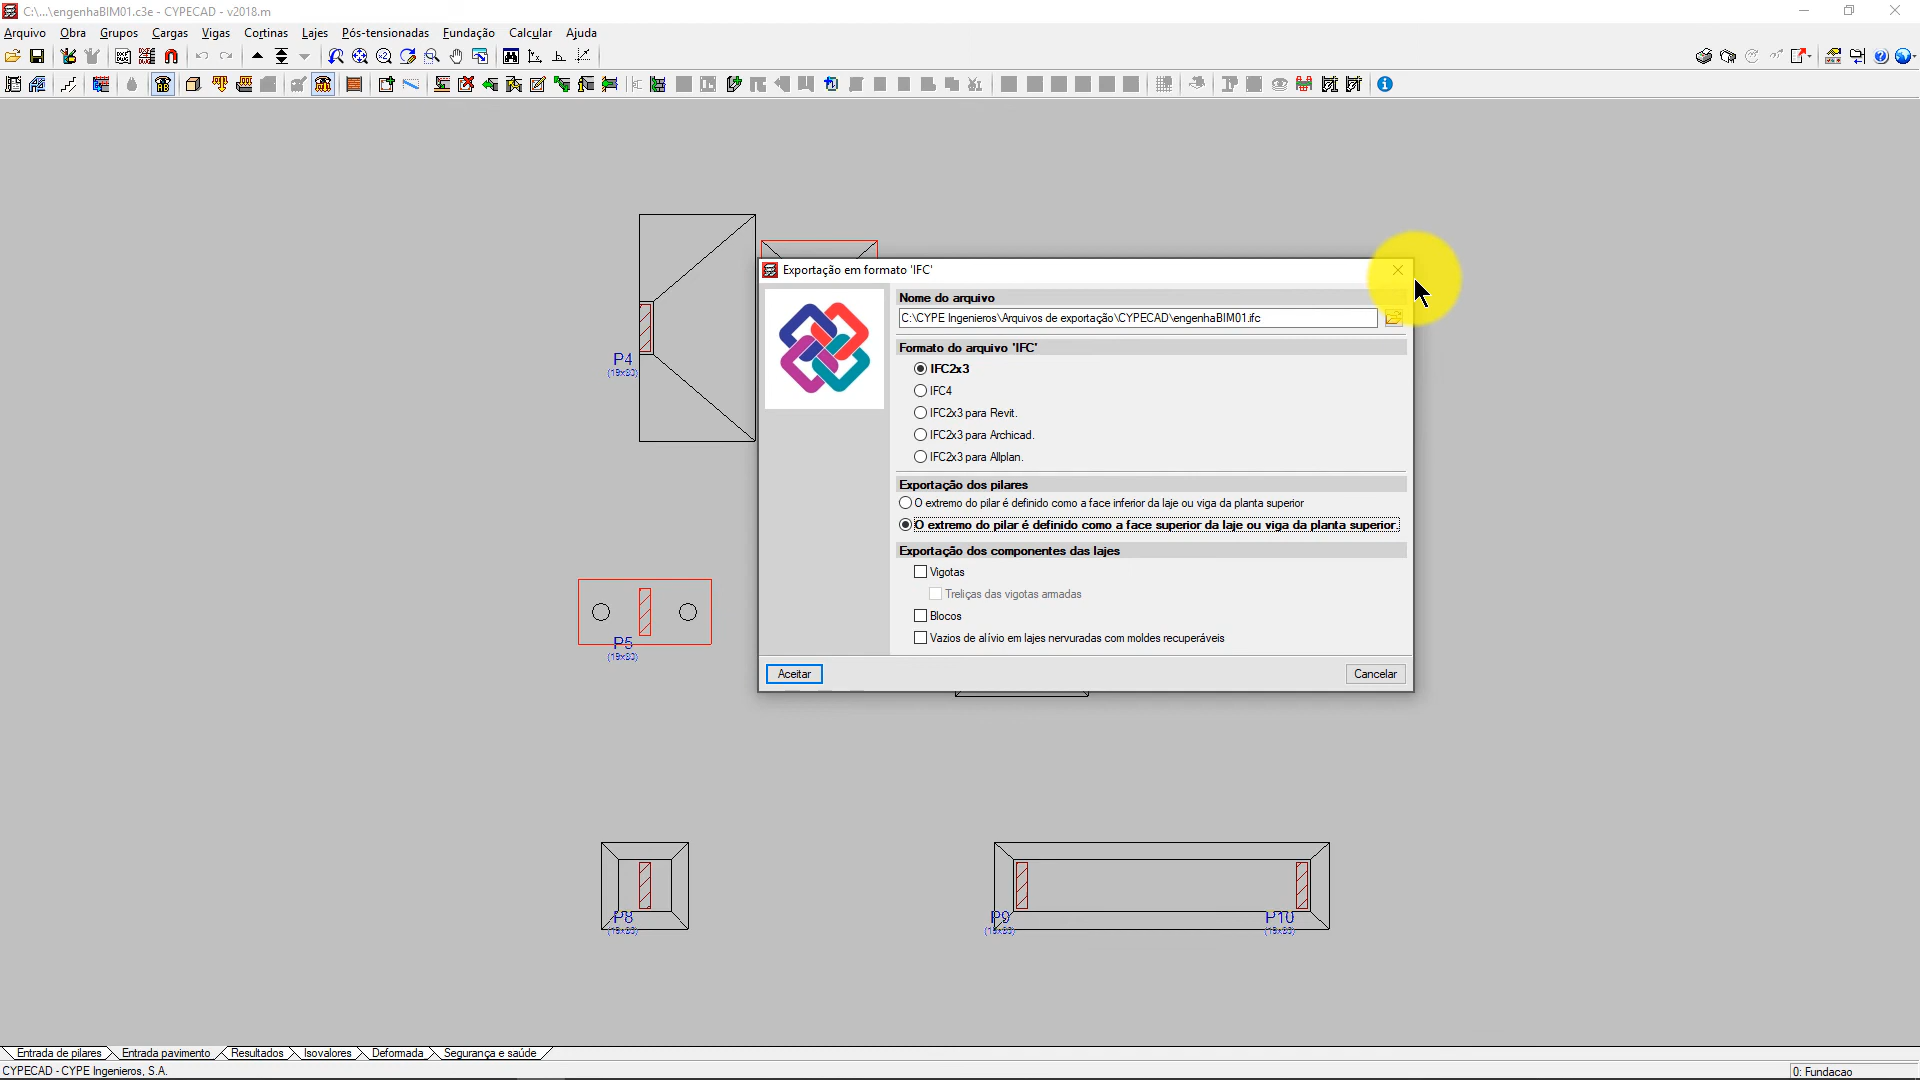 C:\...\engenhaBIM01.c3e - CYPECAD - v2018.m
Arquivo Obra Grupos Cargas Vigas Cortinas Lajes Pós-tensionadas Fundação Calcular Ajuda
Exportação em formato 'IFC'
Nome do arquivo
C:\CYPE Ingenieros\Arquivos de exportação\CYPECAD\engenhaBIM01.ifc
Formato do arquivo 'IFC'
IFC2x3
IFC4
IFC2x3 para Revit.
IFC2x3 para Archicad.
IFC2x3 para Allplan.
Exportação dos pilares
O extremo do pilar é definido como a face inferior da laje ou viga da planta superior
O extremo do pilar é definido como a face superior da laje ou viga da planta superior.
Exportação dos componentes das lajes
Vigotas
Treliças das vigotas armadas
Blocos
Vazios de alívio em lajes nervuradas com moldes recuperáveis
Aceitar
Cancelar
P4
P5
P8
P9
P10
Entrada de pilares Entrada pavimento Resultados Isovalores Deformada Segurança e saúde
CYPECAD - CYPE Ingenieros, S.A.
0: Fundacao